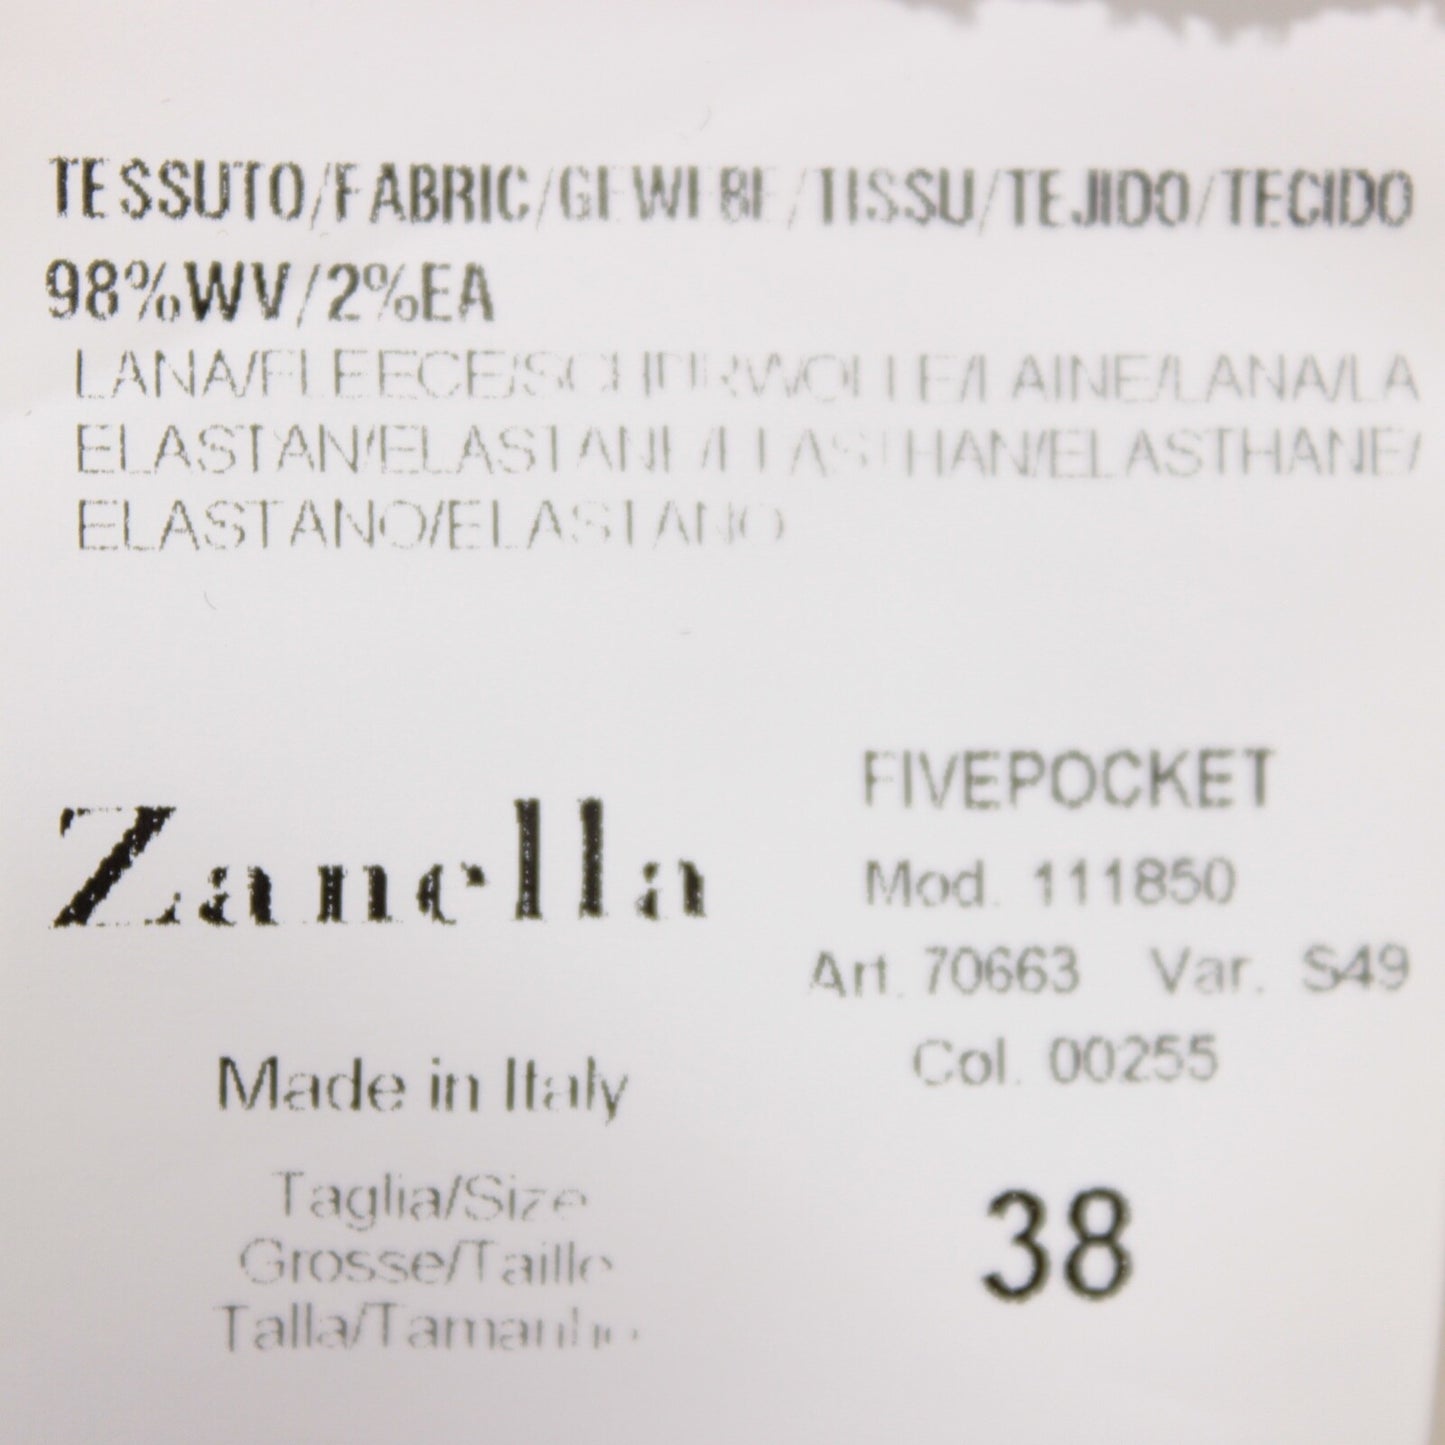 TESSUTO/FABRIC/GEWEBE/TISSU/TEJIDO/TECIDO
98%WV/2%EA
LANA/FLEECE/SCHURWOLLE/LAINE/LANA/LA
ELASTAN/ELASTANE/ELASTHAN/ELASTHANE/
ELASTANO/ELASTANO
Zanella
Made in Italy
Taglia/Size
Grosse/Taille
Talla/Tamanho
FIVEPOCKET
Mod. 111850
Art. 70663 Var. S49
Col. 00255
38